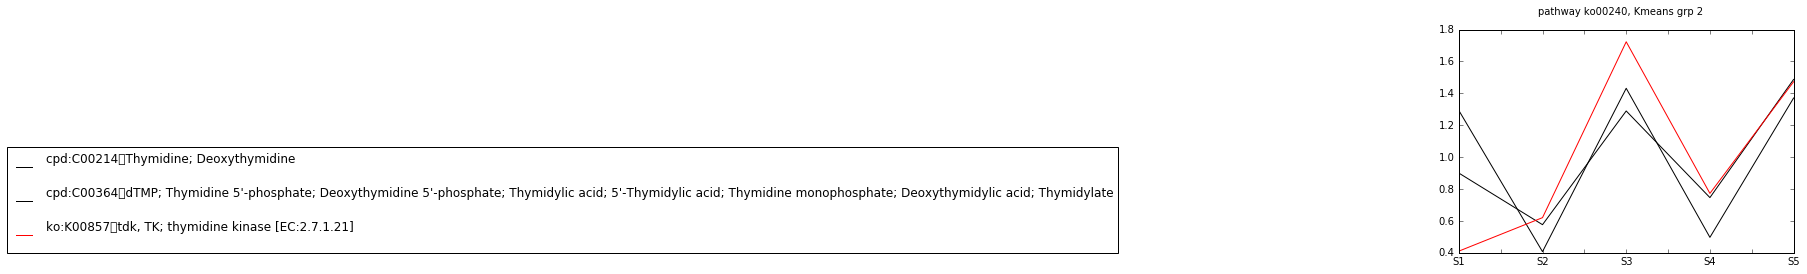 pathway ko00240, Kmeans grp 2
1.8
1.6
1.4
1.2
1.0
0.8
0.6
0.4
S1 S2 S3 S4 S5
cpd:C00214▯Thymidine; Deoxythymidine
cpd:C00364▯dTMP; Thymidine 5'-phosphate; Deoxythymidine 5'-phosphate; Thymidylic acid; 5'-Thymidylic acid; Thymidine monophosphate; Deoxythymidylic acid; Thymidylate
ko:K00857▯tdk, TK; thymidine kinase [EC:2.7.1.21]